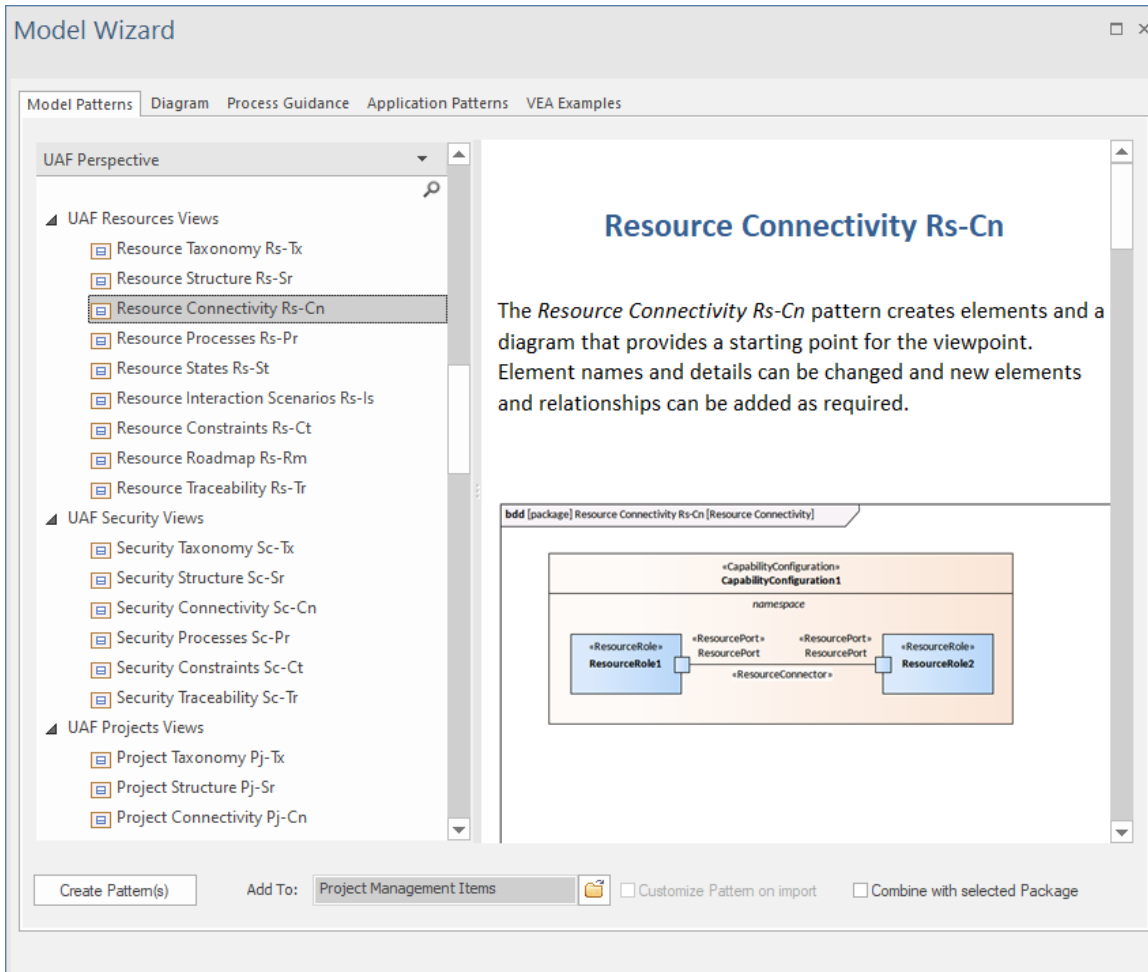 Model Wizard
Model Patterns Diagram Process Guidance Application Patterns VEA Examples
UAF Perspective
UAF Resources Views
Resource Taxonomy Rs-Tx
Resource Structure Rs-Sr
Resource Connectivity Rs-Cn
Resource Processes Rs-Pr
Resource States Rs-St
Resource Interaction Scenarios Rs-Is
Resource Constraints Rs-Ct
Resource Roadmap Rs-Rm
Resource Traceability Rs-Tr
UAF Security Views
Security Taxonomy Sc-Tx
Security Structure Sc-Sr
Security Connectivity Sc-Cn
Security Processes Sc-Pr
Security Constraints Sc-Ct
Security Traceability Sc-Tr
UAF Projects Views
Project Taxonomy Pj-Tx
Project Structure Pj-Sr
Project Connectivity Pj-Cn
Resource Connectivity Rs-Cn
The Resource Connectivity Rs-Cn pattern creates elements and a
diagram that provides a starting point for the viewpoint.
Element names and details can be changed and new elements
and relationships can be added as required.
bdd [package] Resource Connectivity Rs-Cn [Resource Connectivity]
«CapabilityConfiguration»
CapabilityConfiguration1
namespace
«ResourceRole»
ResourceRole1
«ResourcePort»
ResourcePort
«ResourcePort»
ResourcePort
«ResourceConnector»
«ResourceRole»
ResourceRole2
Create Pattern(s) Add To: Project Management Items Customize Pattern on import Combine with selected Package